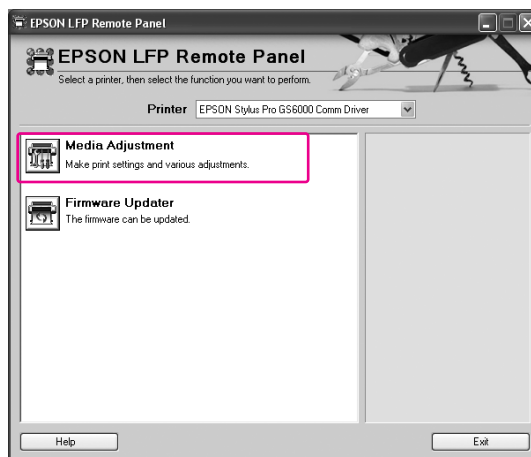 EPSON LFP Remote Panel
EPSON LFP Remote Panel
Select a printer, then select the function you want to perform.
Printer EPSON Stylus Pro GS6000 Comm Driver
Media Adjustment
Make print settings and various adjustments.
Firmware Updater
The firmware can be updated.
Help Exit